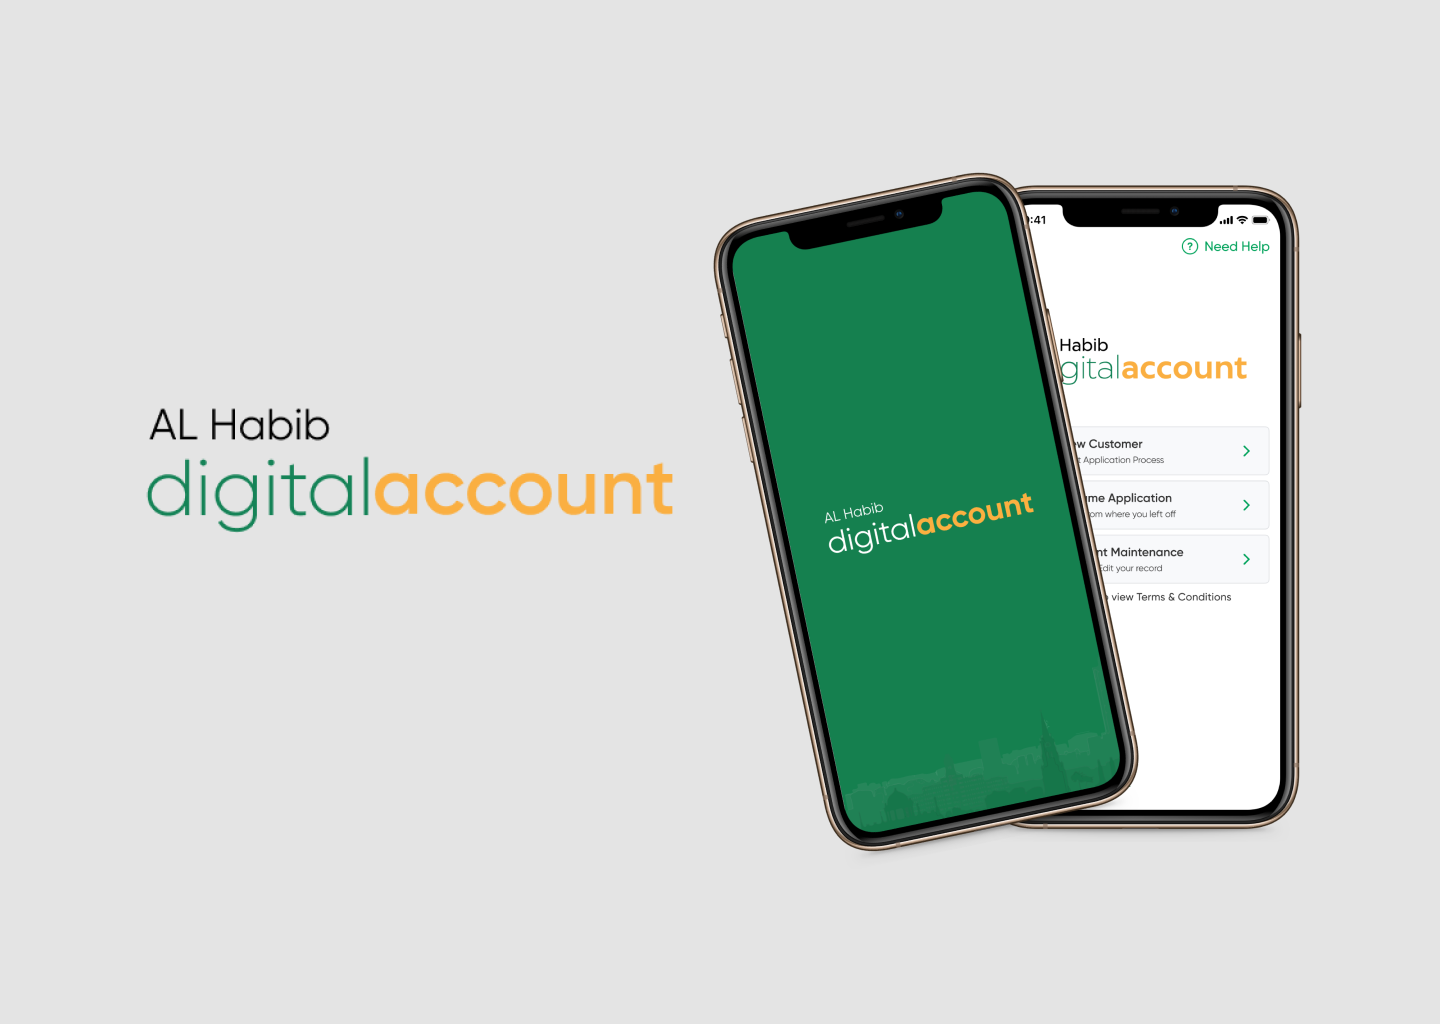 AL Habib
digitalaccount
AL Habib
digitalaccount
:41
Need Help
Habib
gitalaccount
w Customer
t Application Process
me Application
om where you left off
nt Maintenance
Edit your record
view Terms & Conditions